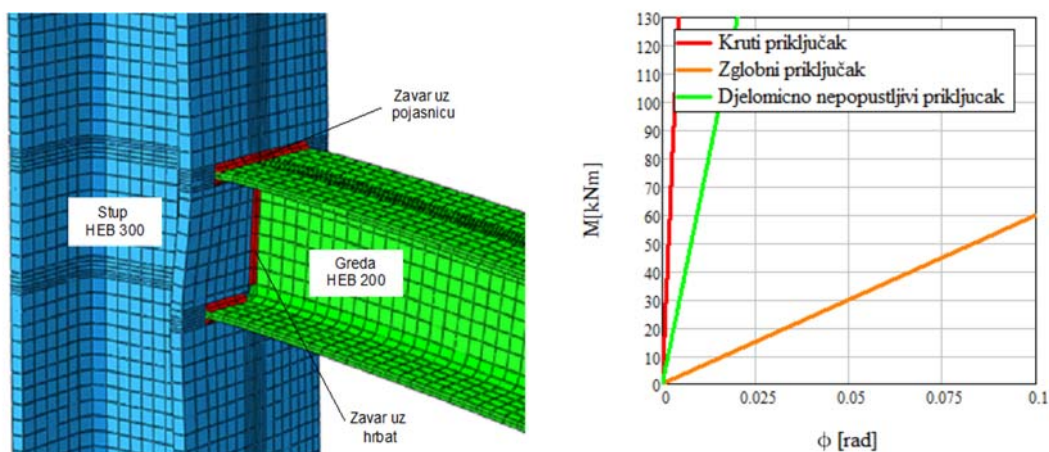 Zavar uz
pojasnicu
Stup
HEB 300
Greda
HEB 200
Zavar uz
hrbat
Kruti priključak
Zglobni priključak
Djelomicno nepopustljivi prikljucak
M[kNm]
130
120
110
100
90
80
70
60
50
40
30
20
10
0
0
0.025
0.05
0.075
0.1
ϕ [rad]